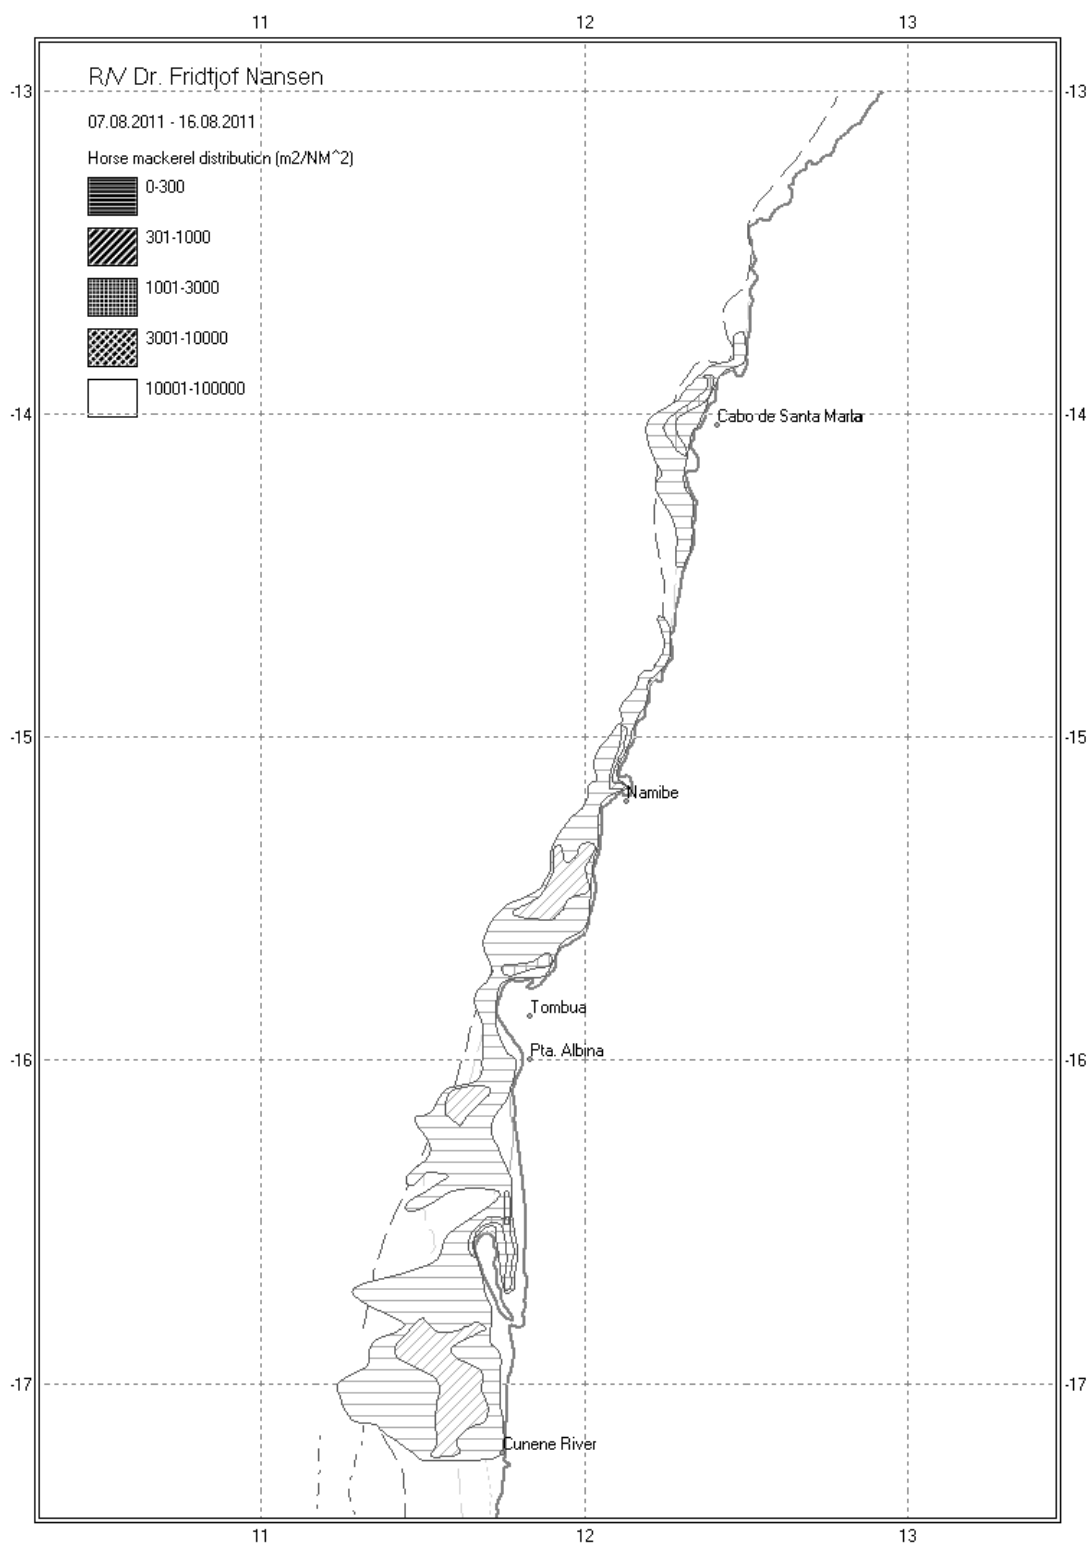 11 12 13
R/V Dr. Fridtjof Nansen
-13 -13
07.08.2011 - 16.08.2011
Horse mackerel distribution (m2/NM^2)
0-300
301-1000
1001-3000
3001-10000
10001-100000
-14 -14
Cabo de Santa Marta
-15 -15
Namibe
Tombua
Pta. Albina
-16 -16
-17 -17
Cunene River
11 12 13